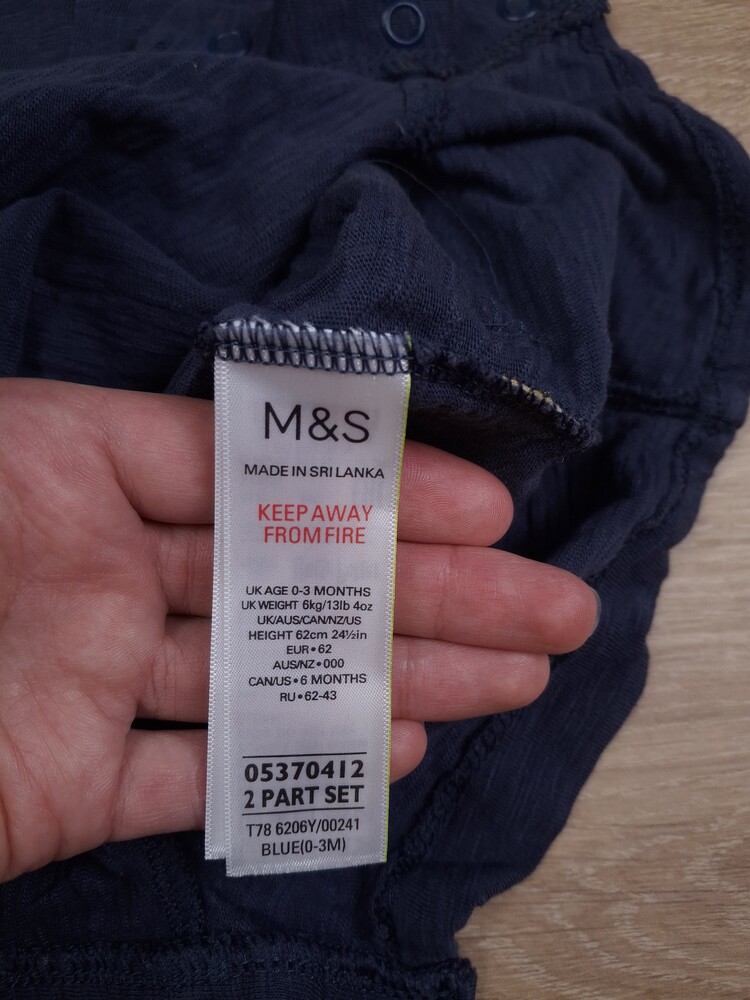 M&S
MADE IN SRI LANKA
KEEP AWAY
FROM FIRE
UK AGE 0-3 MONTHS
UK WEIGHT 6kg/13lb 4oz
UK/AUS/CAN/NZ/US
HEIGHT 62cm 24½in
EUR•62
AUS/NZ•000
CAN/US•6 MONTHS
RU•62-43
05370412
2 PART SET
T78 6206Y/00241
BLUE(0-3M)